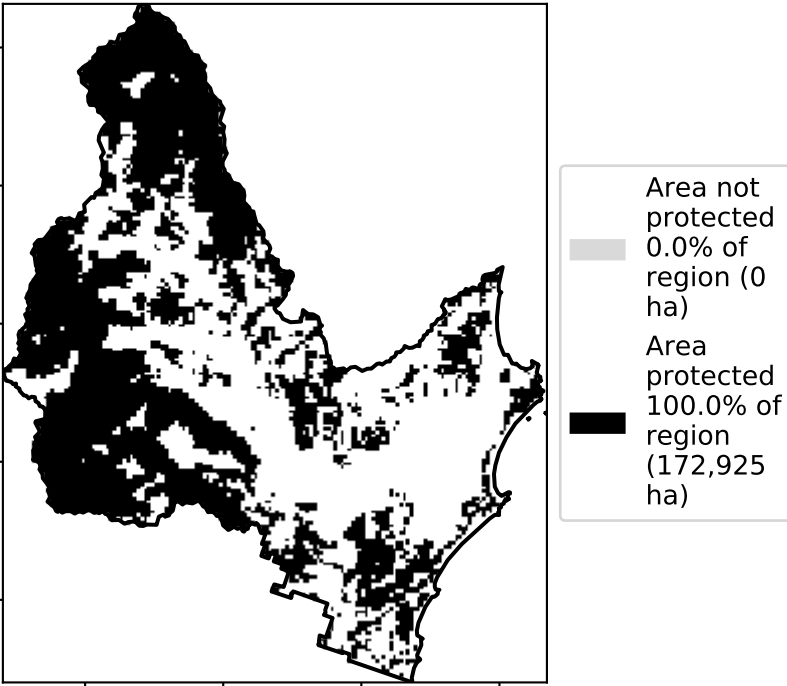 Area not
protected
0.0% of
region (0
ha)
Area
protected
100.0% of
region
(172,925
ha)